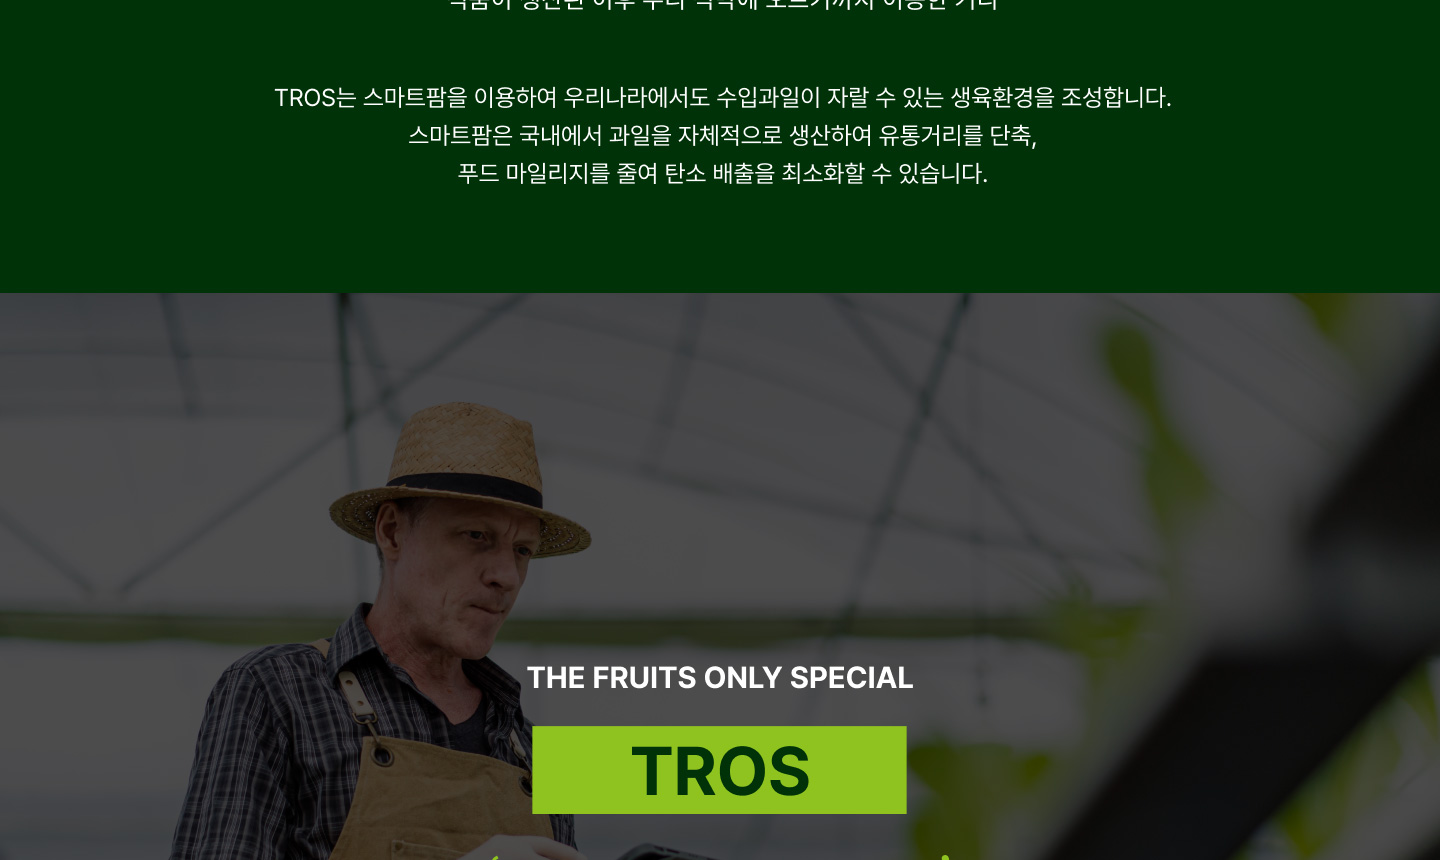 TROS는 스마트팜을 이용하여 우리나라에서도 수입과일이 자랄 수 있는 생육환경을 조성합니다.
스마트팜은 국내에서 과일을 자체적으로 생산하여 유통거리를 단축,
푸드 마일리지를 줄여 탄소 배출을 최소화할 수 있습니다.
THE FRUITS ONLY SPECIAL
TROS